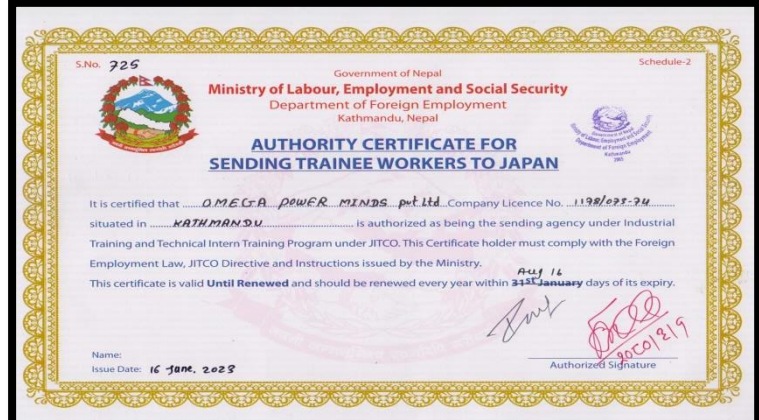 S.No. 725
Schedule-2
Government of Nepal
Ministry of Labour, Employment and Social Security
Department of Foreign Employment
Kathmandu, Nepal
AUTHORITY CERTIFICATE FOR
SENDING TRAINEE WORKERS TO JAPAN
It is certified that OMEGA POWER MINDS pvt Ltd Company Licence No. 1178/073-74
situated in KATHMANDU is authorized as being the sending agency under Industrial
Training and Technical Intern Training Program under JITCO. This Certificate holder must comply with the Foreign
Employment Law, JITCO Directive and Instructions issued by the Ministry.
Aug 16
This certificate is valid Until Renewed and should be renewed every year within 31st January days of its expiry.
Name:
Issue Date: 16 June, 2023
Authorized Signature